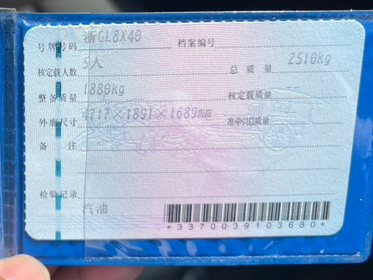 号牌号码 浙CL8X40 档案编号
核定载人数 5人 总质量 2510kg
整备质量 1880kg 核定载质量
外廓尺寸 4717×1891×1689mm 准牵引总质量
备注
检验记录
汽油
*3370039103680*